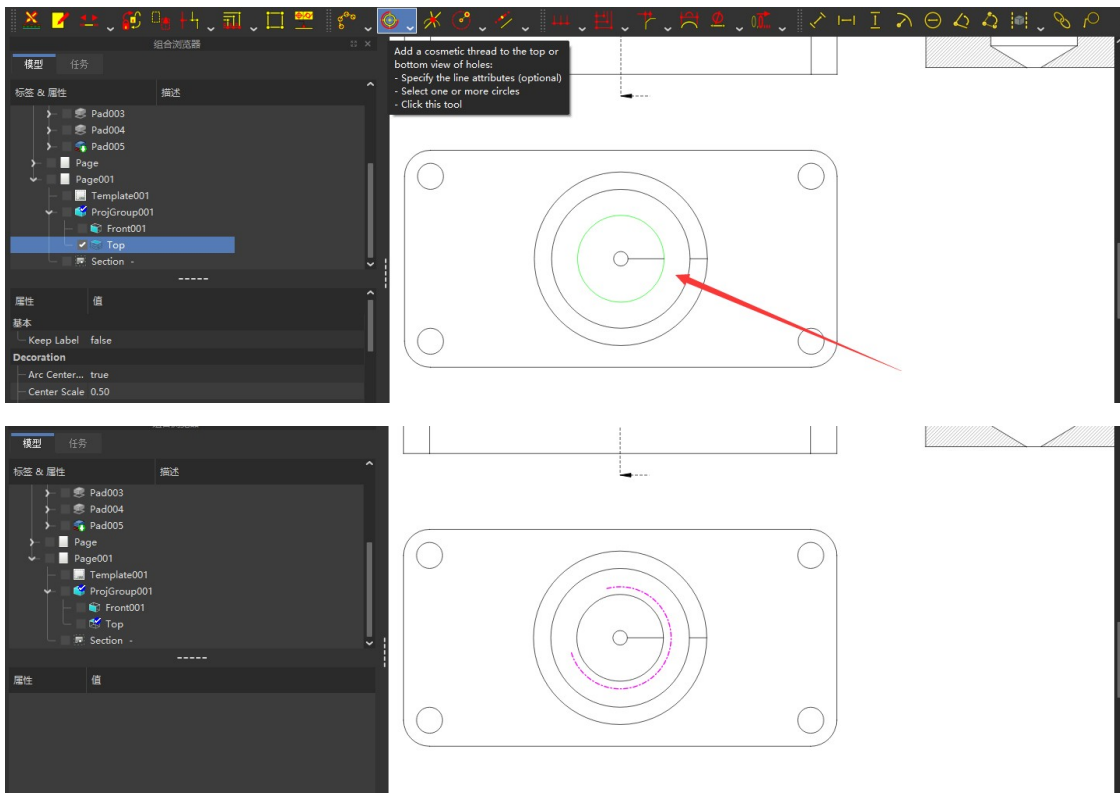 组合浏览器
模型 任务
标签 & 属性 描述
Pad003
Pad004
Pad005
Page
Page001
Template001
ProjGroup001
Front001
Top
Section -
属性 值
基本
Keep Label false
Decoration
Arc Center... true
Center Scale 0.50
Add a cosmetic thread to the top or
bottom view of holes:
- Specify the line attributes (optional)
- Select one or more circles
- Click this tool
模型 任务
标签 & 属性 描述
Pad003
Pad004
Pad005
Page
Page001
Template001
ProjGroup001
Front001
Top
Section -
属性 值